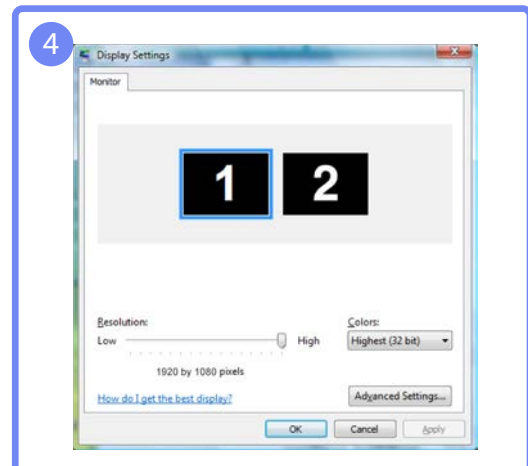 4
Display Settings
Monitor
1 2
Resolution:
Low High
1920 by 1080 pixels
Colors:
Highest (32 bit)
How do I get the best display?
Advanced Settings...
OK Cancel Apply